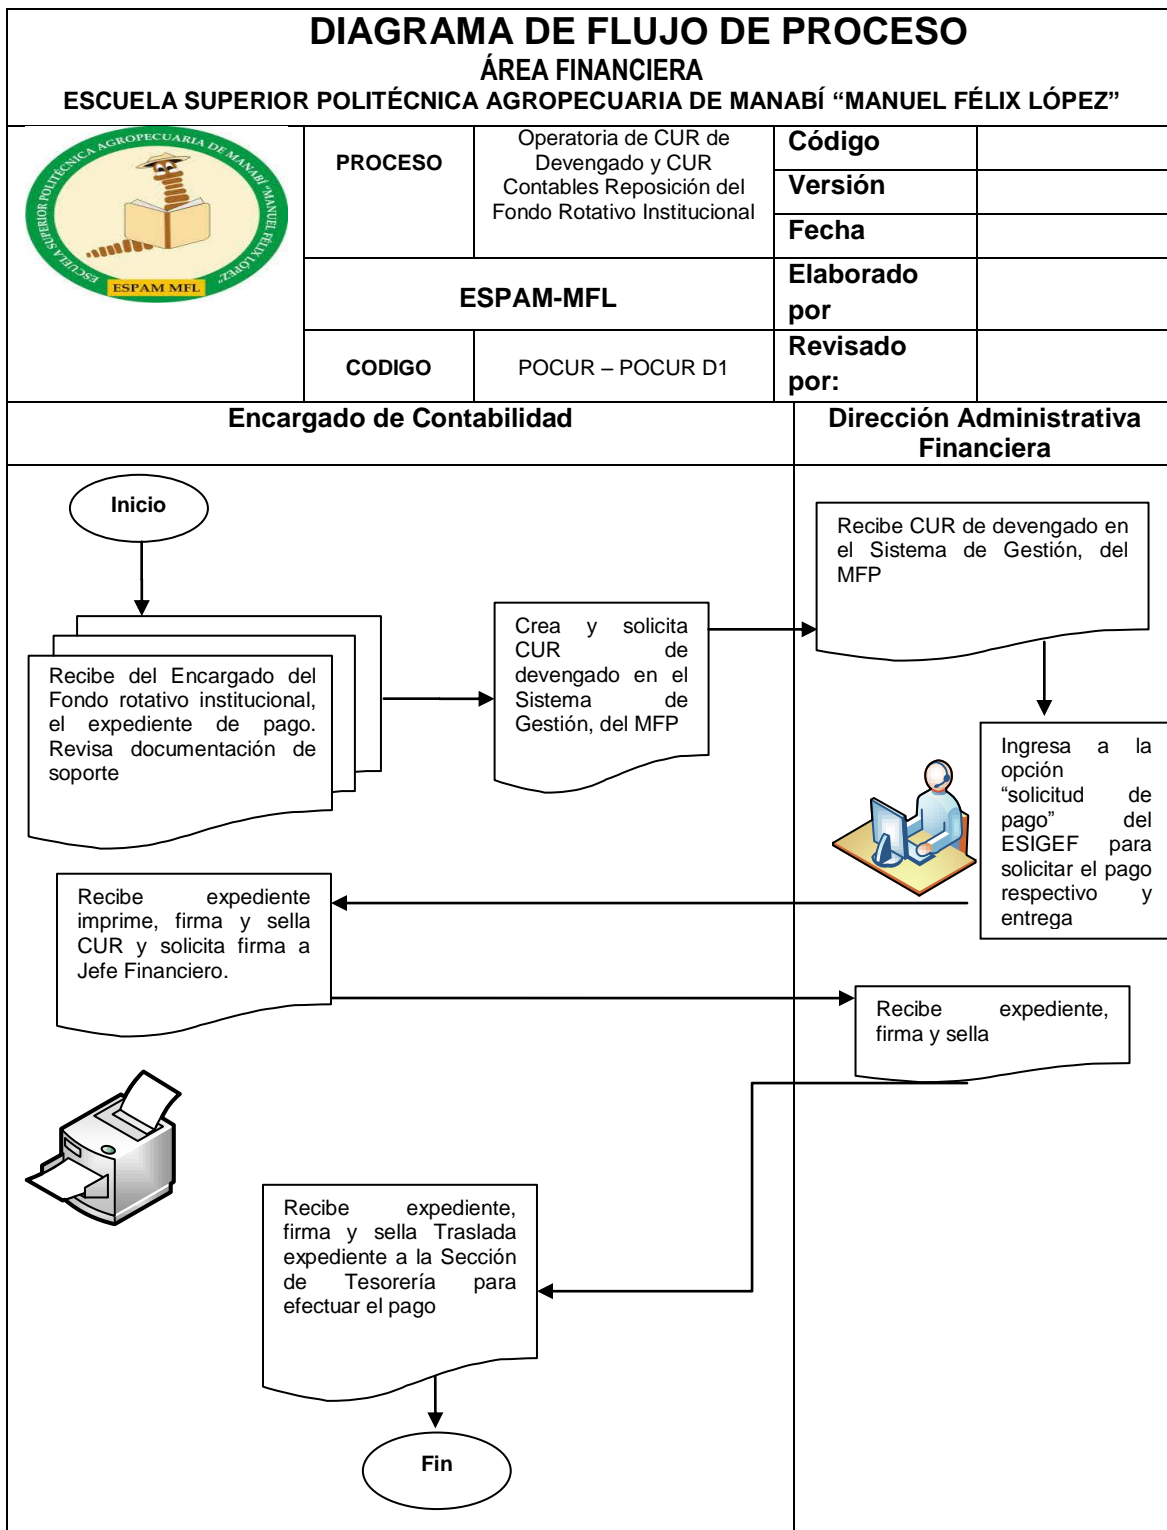 DIAGRAMA DE FLUJO DE PROCESO
ÁREA FINANCIERA
ESCUELA SUPERIOR POLITÉCNICA AGROPECUARIA DE MANABÍ “MANUEL FÉLIX LÓPEZ”
ESCUELA SUPERIOR POLITÉCNICA AGROPECUARIA DE MANABÍ "MANUEL FÉLIX LÓPEZ"
ESPAM MFL
PROCESO
Operatoria de CUR de
Devengado y CUR
Contables Reposición del
Fondo Rotativo Institucional
Código
Versión
Fecha
ESPAM-MFL
Elaborado
por
CODIGO
POCUR – POCUR D1
Revisado
por:
Encargado de Contabilidad
Dirección Administrativa
Financiera
Inicio
Recibe del Encargado del
Fondo rotativo institucional,
el expediente de pago.
Revisa documentación de
soporte
Crea y solicita
CUR de
devengado en el
Sistema de
Gestión, del MFP
Recibe CUR de devengado en
el Sistema de Gestión, del
MFP
Ingresa a la
opción
“solicitud de
pago” del
ESIGEF para
solicitar el pago
respectivo y
entrega
Recibe expediente
imprime, firma y sella
CUR y solicita firma a
Jefe Financiero.
Recibe expediente,
firma y sella
Recibe expediente,
firma y sella Traslada
expediente a la Sección
de Tesorería para
efectuar el pago
Fin